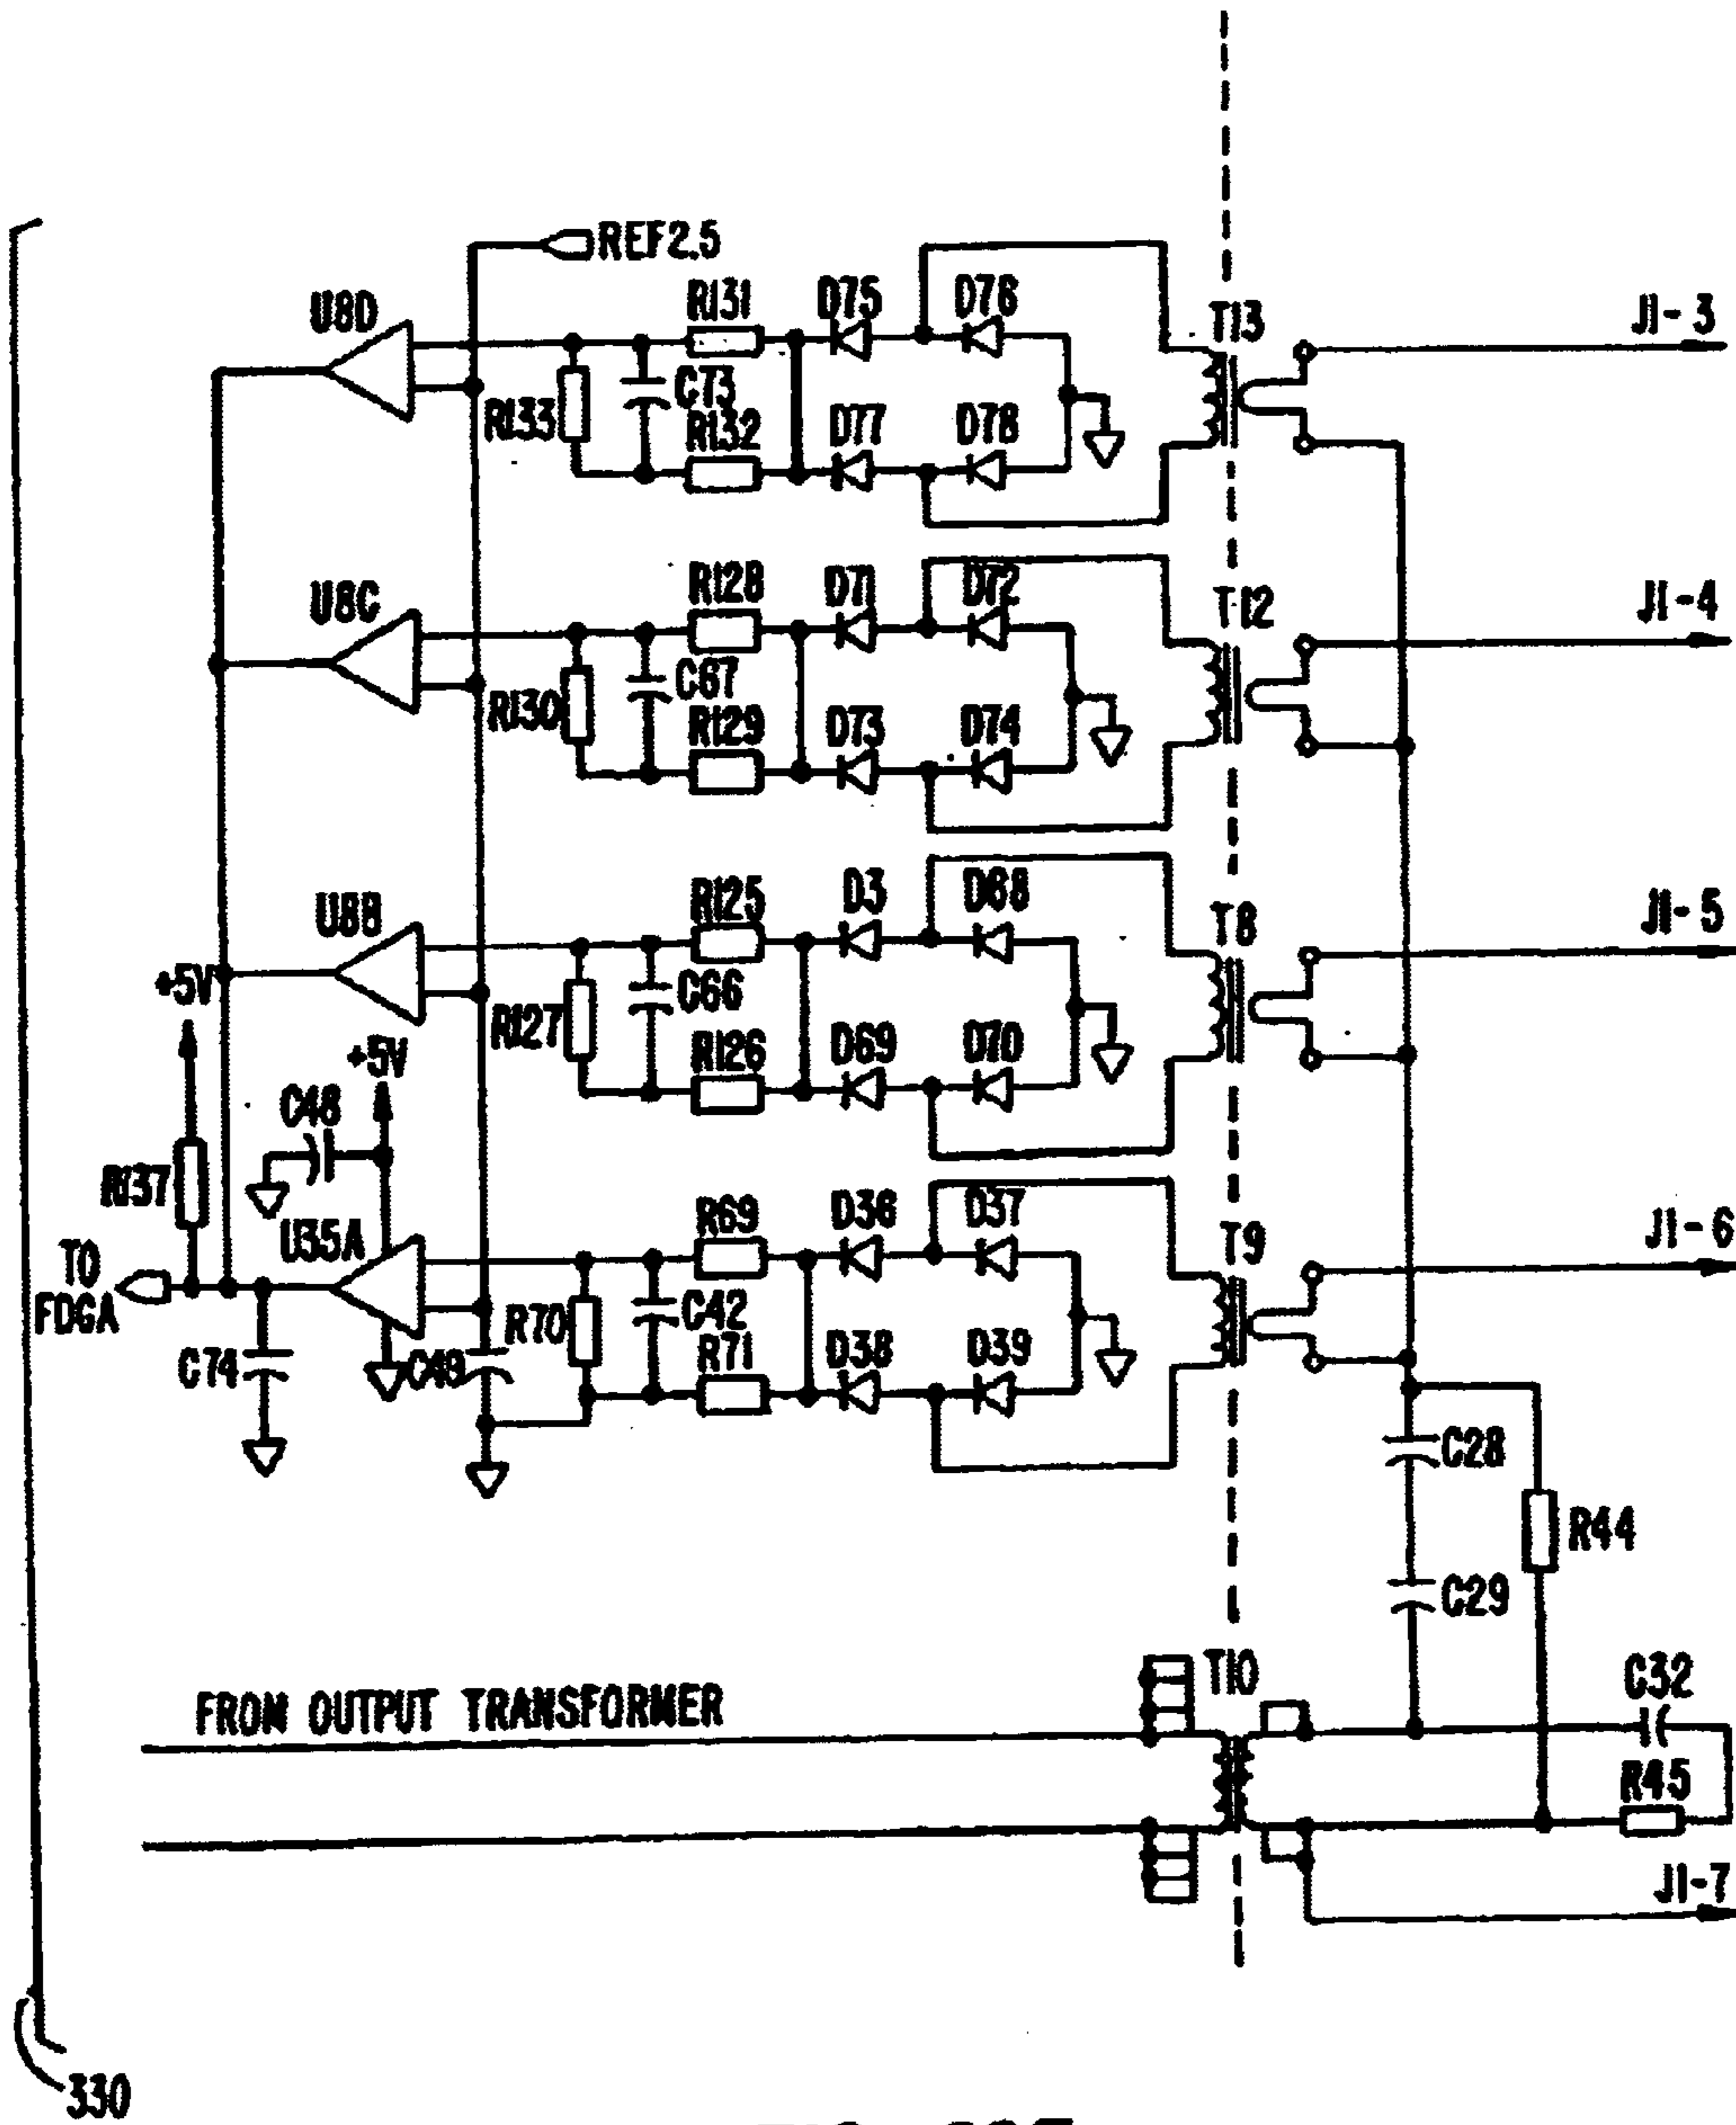 REF2.5
U8D
R131
D75
D76
T13
J1-3
R133
C73
R132
D77
D78
U8C
R128
D71
D72
T12
J1-4
R130
C67
R129
D73
D74
U8B
R125
D3
D68
T8
J1-5
+5V
R127
C66
R126
D69
D70
+5V
C48
R137
U35A
R69
D36
D37
T9
J1-6
TO
FDGA
C74
C49
R70
C42
R71
D38
D39
C28
R44
C29
FROM OUTPUT TRANSFORMER
T10
C32
R45
J1-7
330